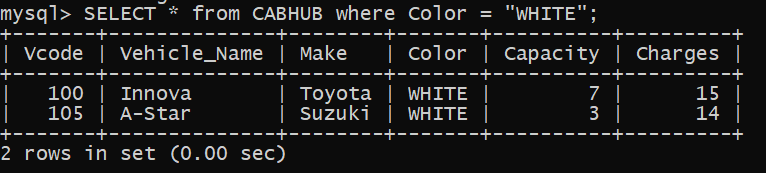 mysql> SELECT * from CABHUB where Color = "WHITE";
+-------+--------------+--------+-------+----------+---------+
| Vcode | Vehicle_Name | Make   | Color | Capacity | Charges |
+-------+--------------+--------+-------+----------+---------+
|   100 | Innova       | Toyota | WHITE |        7 |      15 |
|   105 | A-Star       | Suzuki | WHITE |        3 |      14 |
+-------+--------------+--------+-------+----------+---------+
2 rows in set (0.00 sec)